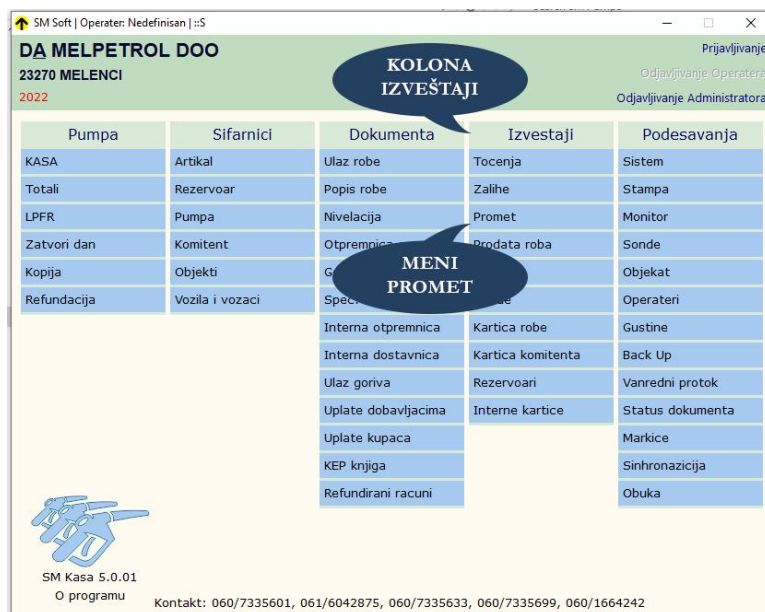 SM Soft | Operater: Nedefinisan | ::S
DA MELPETROL DOO
23270 MELENCI
2022
Prijavljivanje
Odjavljivanje Operatera
Odjavljivanje Administratora
KOLONA
IZVEŠTAJI
Pumpa
KASA
Totali
LPFR
Zatvori dan
Kopija
Refundacija
Sifarnici
Artikal
Rezervoar
Pumpa
Komitent
Objekti
Vozila i vozaci
Dokumenta
Ulaz robe
Popis robe
Nivelacija
Otpremnica
Interna otpremnica
Interna dostavnica
Ulaz goriva
Uplate dobavljacima
Uplate kupaca
KEP knjiga
Refundirani racuni
Izvestaji
Tocenja
Zalihe
Promet
Prodata roba
Kartica robe
Kartica komitenta
Rezervoari
Interne kartice
MENI
PROMET
Podesavanja
Sistem
Stampa
Monitor
Sonde
Objekat
Operateri
Gustine
Back Up
Vanredni protok
Status dokumenta
Markice
Sinhronazicija
Obuka
SM Kasa 5.0.01
O programu
Kontakt: 060/7335601, 061/6042875, 060/7335633, 060/7335699, 060/1664242